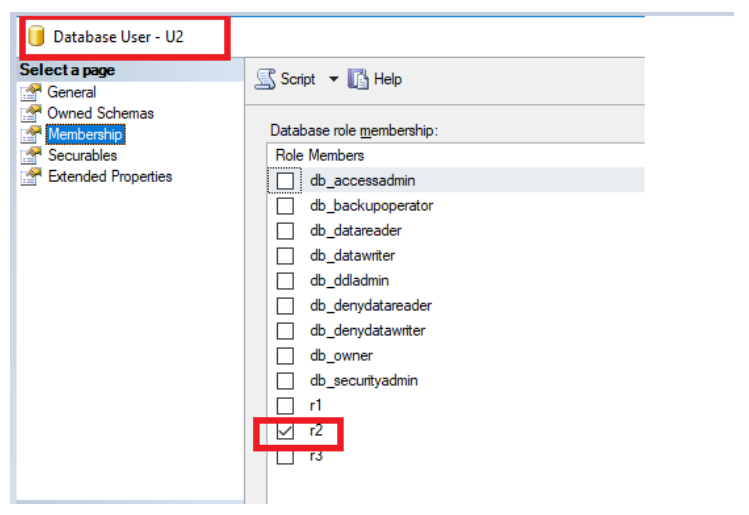 Database User - U2
Select a page
General
Owned Schemas
Membership
Securables
Extended Properties
Script
Help
Database role membership:
Role Members
db_accessadmin
db_backupoperator
db_datareader
db_datawriter
db_ddladmin
db_denydatareader
db_denydatawriter
db_owner
db_securityadmin
r1
r2
r3